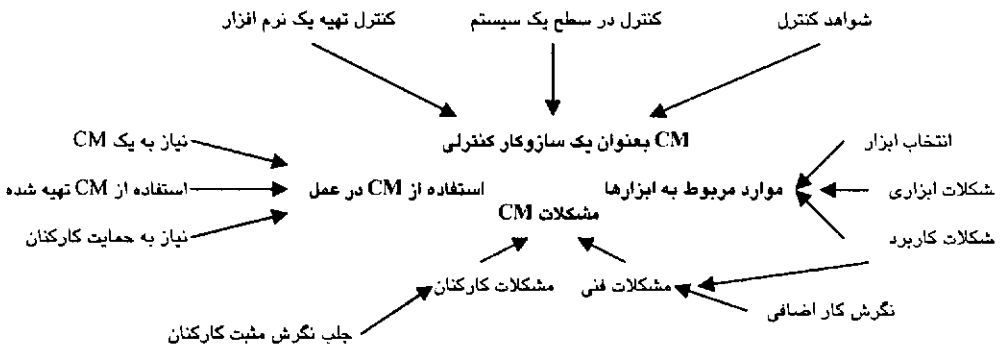 شواهد کنترل
کنترل در سطح یک سیستم
کنترل تهیه یک نرم افزار
CM بعنوان یک سازوکار کنترلی
انتخاب ابزار
نیاز به یک CM
شکلات ابزاری
موارد مربوط به ابزارها
استفاده از CM در عمل
استفاده از CM تهیه شده
مشکلات CM
شکلات کاربرد
نیاز به حمایت کارکنان
مشکلات فنی
مشکلات کارکنان
نگرش کار اضافی
جلب نگرش مثبت کارکنان